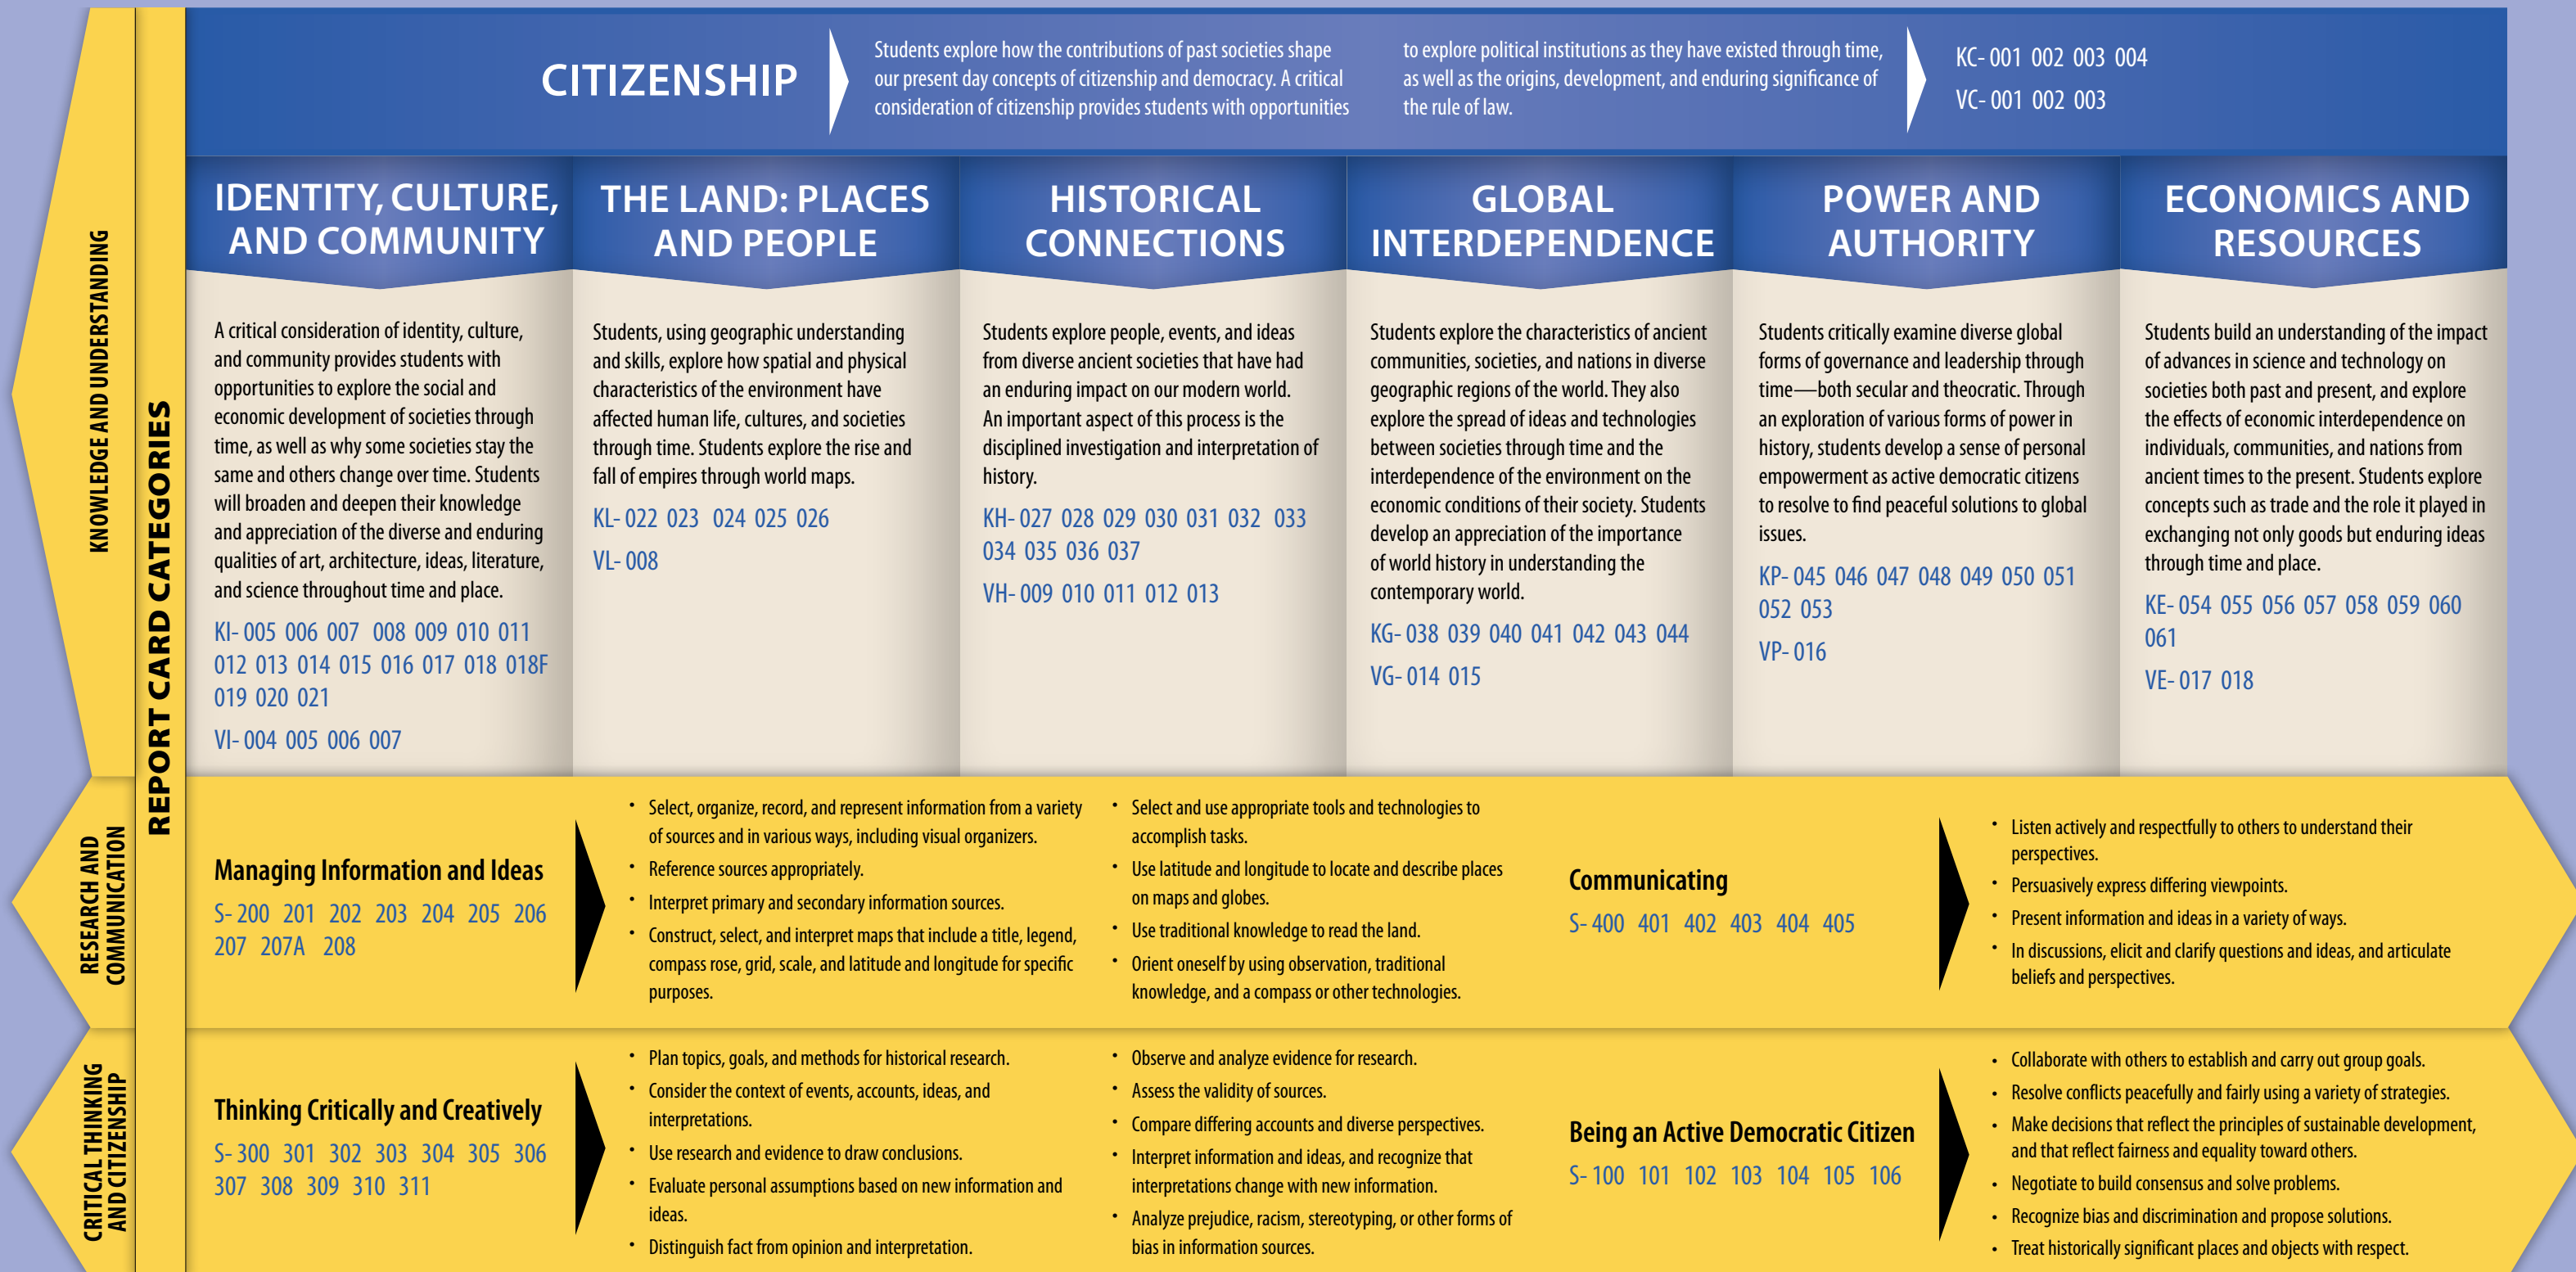 CITIZENSHIP
Students explore how the contributions of past societies shape
our present day concepts of citizenship and democracy. A critical
consideration of citizenship provides students with opportunities
to explore political institutions as they have existed through time,
as well as the origins, development, and enduring significance of
the rule of law.
KC- 001 002 003 004
VC- 001 002 003
REPORT CARD CATEGORIES
KNOWLEDGE AND UNDERSTANDING
IDENTITY, CULTURE,
AND COMMUNITY
A critical consideration of identity, culture,
and community provides students with
opportunities to explore the social and
economic development of societies through
time, as well as why some societies stay the
same and others change over time. Students
will broaden and deepen their knowledge
and appreciation of the diverse and enduring
qualities of art, architecture, ideas, literature,
and science throughout time and place.
KI- 005 006 007 008 009 010 011
012 013 014 015 016 017 018 018F
019 020 021
VI- 004 005 006 007
THE LAND: PLACES
AND PEOPLE
Students, using geographic understanding
and skills, explore how spatial and physical
characteristics of the environment have
affected human life, cultures, and societies
through time. Students explore the rise and
fall of empires through world maps.
KL- 022 023 024 025 026
VL- 008
HISTORICAL
CONNECTIONS
Students explore people, events, and ideas
from diverse ancient societies that have had
an enduring impact on our modern world.
An important aspect of this process is the
disciplined investigation and interpretation of
history.
KH- 027 028 029 030 031 032 033
034 035 036 037
VH- 009 010 011 012 013
GLOBAL
INTERDEPENDENCE
Students explore the characteristics of ancient
communities, societies, and nations in diverse
geographic regions of the world. They also
explore the spread of ideas and technologies
between societies through time and the
interdependence of the environment on the
economic conditions of their society. Students
develop an appreciation of the importance
of world history in understanding the
contemporary world.
KG- 038 039 040 041 042 043 044
VG- 014 015
POWER AND
AUTHORITY
Students critically examine diverse global
forms of governance and leadership through
time—both secular and theocratic. Through
an exploration of various forms of power in
history, students develop a sense of personal
empowerment as active democratic citizens
to resolve to find peaceful solutions to global
issues.
KP- 045 046 047 048 049 050 051
052 053
VP- 016
ECONOMICS AND
RESOURCES
Students build an understanding of the impact
of advances in science and technology on
societies both past and present, and explore
the effects of economic interdependence on
individuals, communities, and nations from
ancient times to the present. Students explore
concepts such as trade and the role it played in
exchanging not only goods but enduring ideas
through time and place.
KE- 054 055 056 057 058 059 060
061
VE- 017 018
RESEARCH AND
COMMUNICATION
Managing Information and Ideas
S- 200 201 202 203 204 205 206
207 207A 208
• Select, organize, record, and represent information from a variety
of sources and in various ways, including visual organizers.
• Reference sources appropriately.
• Interpret primary and secondary information sources.
• Construct, select, and interpret maps that include a title, legend,
compass rose, grid, scale, and latitude and longitude for specific
purposes.
• Select and use appropriate tools and technologies to
accomplish tasks.
• Use latitude and longitude to locate and describe places
on maps and globes.
• Use traditional knowledge to read the land.
• Orient oneself by using observation, traditional
knowledge, and a compass or other technologies.
Communicating
S- 400 401 402 403 404 405
• Listen actively and respectfully to others to understand their
perspectives.
• Persuasively express differing viewpoints.
• Present information and ideas in a variety of ways.
• In discussions, elicit and clarify questions and ideas, and articulate
beliefs and perspectives.
CRITICAL THINKING
AND CITIZENSHIP
Thinking Critically and Creatively
S- 300 301 302 303 304 305 306
307 308 309 310 311
• Plan topics, goals, and methods for historical research.
• Consider the context of events, accounts, ideas, and
interpretations.
• Use research and evidence to draw conclusions.
• Evaluate personal assumptions based on new information and
ideas.
• Distinguish fact from opinion and interpretation.
• Observe and analyze evidence for research.
• Assess the validity of sources.
• Compare differing accounts and diverse perspectives.
• Interpret information and ideas, and recognize that
interpretations change with new information.
• Analyze prejudice, racism, stereotyping, or other forms of
bias in information sources.
Being an Active Democratic Citizen
S- 100 101 102 103 104 105 106
• Collaborate with others to establish and carry out group goals.
• Resolve conflicts peacefully and fairly using a variety of strategies.
• Make decisions that reflect the principles of sustainable development,
and that reflect fairness and equality toward others.
• Negotiate to build consensus and solve problems.
• Recognize bias and discrimination and propose solutions.
• Treat historically significant places and objects with respect.